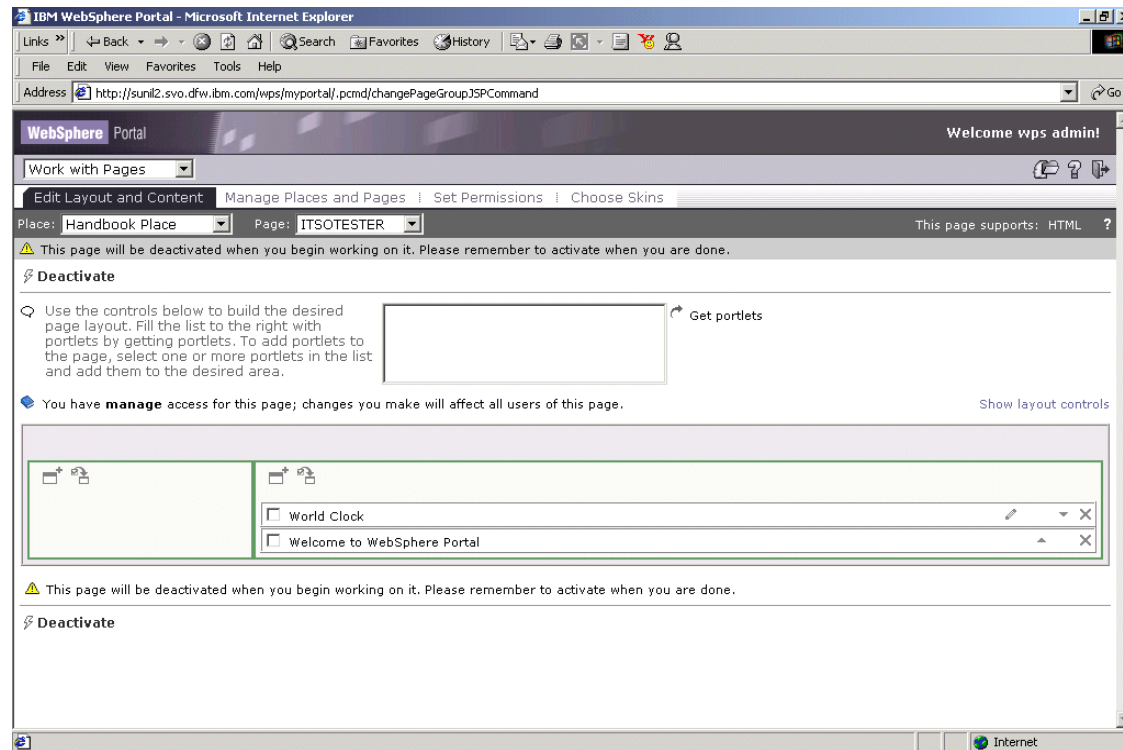 IBM WebSphere Portal - Microsoft Internet Explorer
Links » Back Search Favorites History
File Edit View Favorites Tools Help
Address http://sunil2.svo.dfw.ibm.com/wps/myportal/.pcmd/changePageGroupJSPCommand Go
WebSphere Portal Welcome wps admin!
Work with Pages ?
Edit Layout and Content Manage Places and Pages Set Permissions Choose Skins
Place: Handbook Place Page: ITSOTESTER This page supports: HTML ?
This page will be deactivated when you begin working on it. Please remember to activate when you are done.
Deactivate
Use the controls below to build the desired
page layout. Fill the list to the right with
portlets by getting portlets. To add portlets to
the page, select one or more portlets in the list
and add them to the desired area.
Get portlets
You have manage access for this page; changes you make will affect all users of this page. Show layout controls
World Clock
Welcome to WebSphere Portal
This page will be deactivated when you begin working on it. Please remember to activate when you are done.
Deactivate
Internet